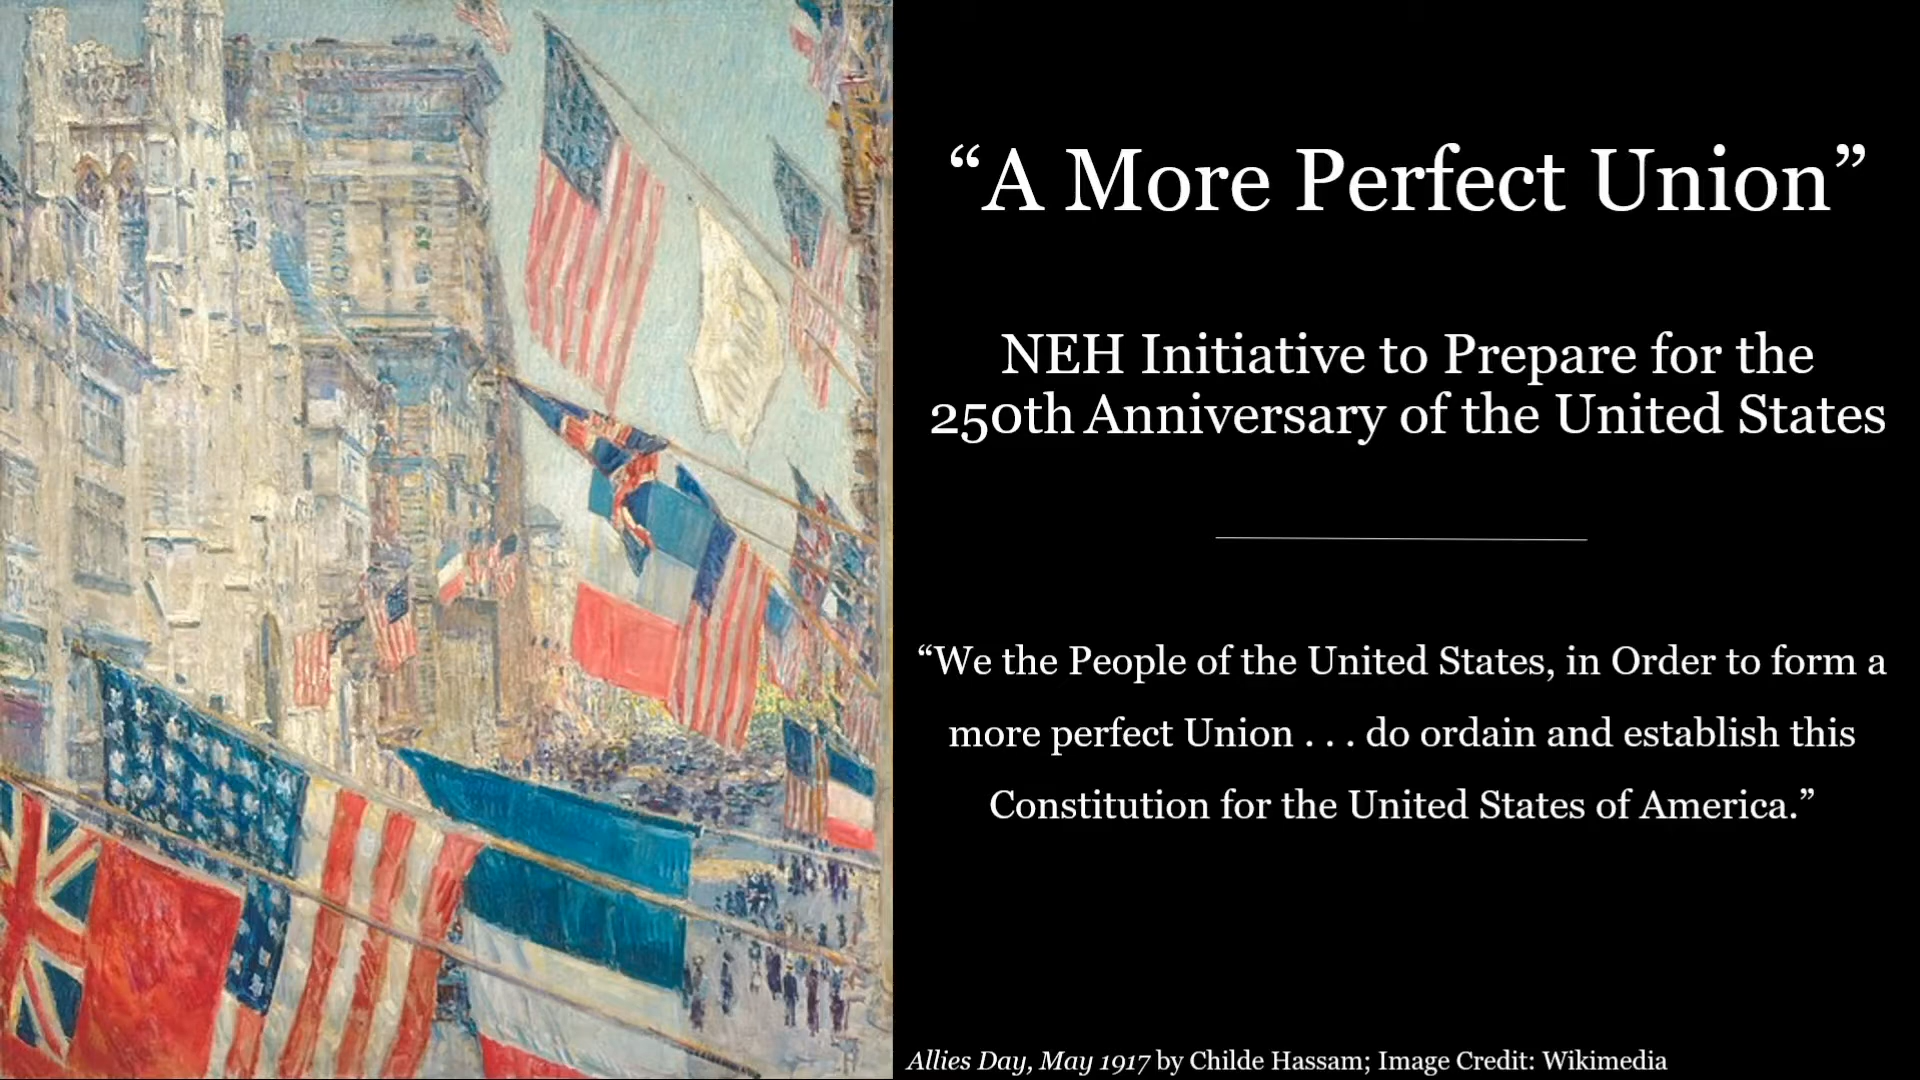 “A More Perfect Union”
NEH Initiative to Prepare for the
250th Anniversary of the United States
“We the People of the United States, in Order to form a
more perfect Union . . . do ordain and establish this
Constitution for the United States of America.”
Allies Day, May 1917 by Childe Hassam; Image Credit: Wikimedia